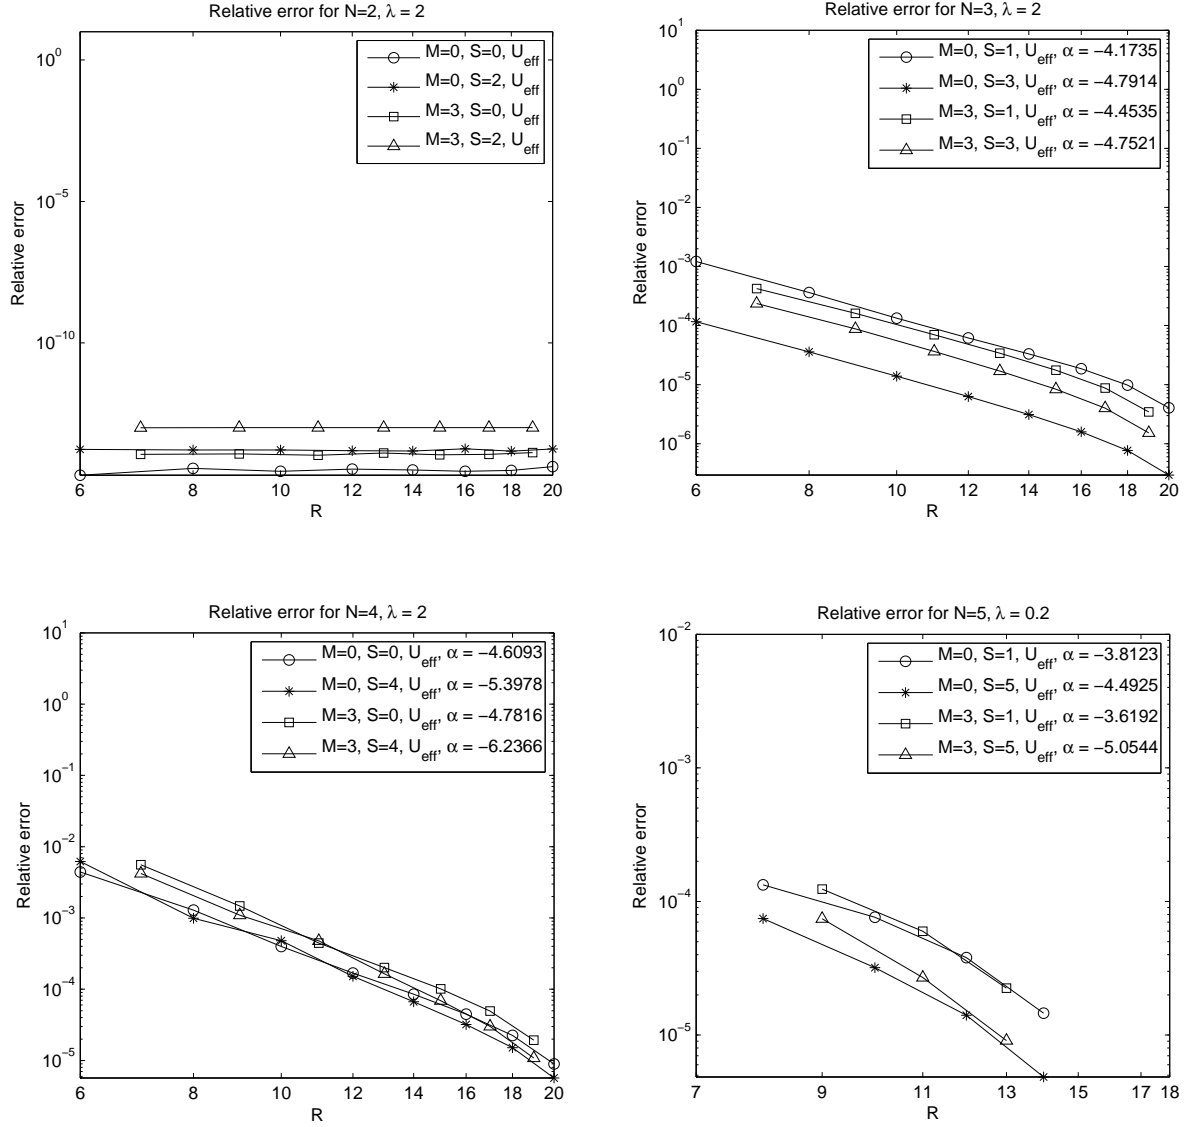 Relative error for N=2, λ = 2
M=0, S=0, U_eff
M=0, S=2, U_eff
M=3, S=0, U_eff
M=3, S=2, U_eff
10^0
10^−5
10^−10
Relative error
6 8 10 12 14 16 18 20
R
Relative error for N=3, λ = 2
M=0, S=1, U_eff, α = −4.1735
M=0, S=3, U_eff, α = −4.7914
M=3, S=1, U_eff, α = −4.4535
M=3, S=3, U_eff, α = −4.7521
10^1
10^0
10^−1
10^−2
10^−3
10^−4
10^−5
10^−6
Relative error
6 8 10 12 14 16 18 20
R
Relative error for N=4, λ = 2
M=0, S=0, U_eff, α = −4.6093
M=0, S=4, U_eff, α = −5.3978
M=3, S=0, U_eff, α = −4.7816
M=3, S=4, U_eff, α = −6.2366
10^1
10^0
10^−1
10^−2
10^−3
10^−4
10^−5
Relative error
6 8 10 12 14 16 18 20
R
Relative error for N=5, λ = 0.2
M=0, S=1, U_eff, α = −3.8123
M=0, S=5, U_eff, α = −4.4925
M=3, S=1, U_eff, α = −3.6192
M=3, S=5, U_eff, α = −5.0544
10^−2
10^−3
10^−4
10^−5
Relative error
7 9 11 13 15 17 18
R